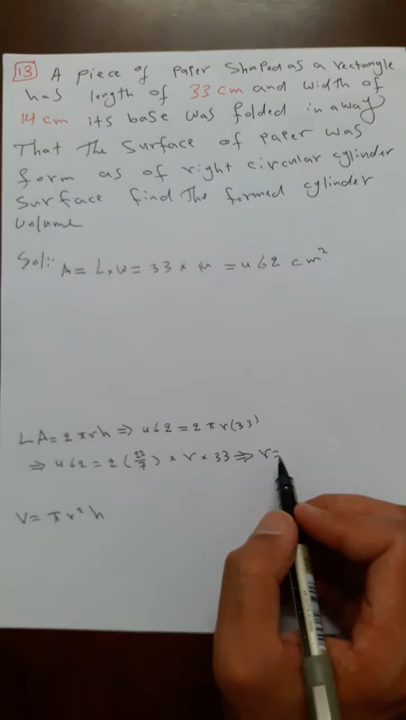 13 A piece of Paper Shaped as a rectangle
has length of 33 cm and width of
14 cm its base was folded in away
That The Surface of Paper was
form as of right circular cylinder
Surface find The formed cylinder
volume
Sol:- A = L.W = 33 × 14 = 462 cm²
LA = 2πrh ⇒ 462 = 2πr(33)
⇒ 462 = 2(22/7) × r × 33 ⇒ r=
V = πr²h